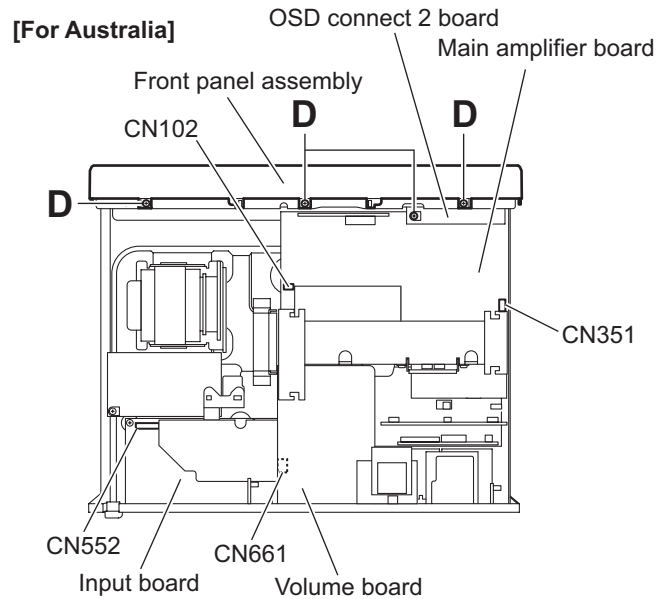 [For Australia]
OSD connect 2 board
Main amplifier board
Front panel assembly
D
D
CN102
D
CN351
CN552
CN661
Input board
Volume board